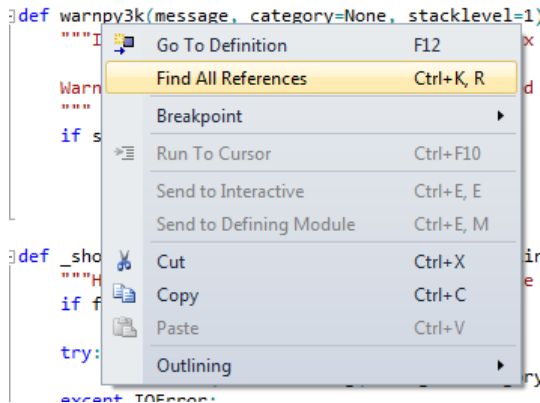 def warnpy3k(message, category=None, stacklevel=1)
"""I
Go To Definition F12
x
Find All References Ctrl+K, R
Warn
d
"""
Breakpoint
if s
Run To Cursor Ctrl+F10
Send to Interactive Ctrl+E, E
Send to Defining Module Ctrl+E, M
def _sho
Cut Ctrl+X
in
"""H
e
Copy Ctrl+C
if f
Paste Ctrl+V
try:
Outlining
ry
except IOError: